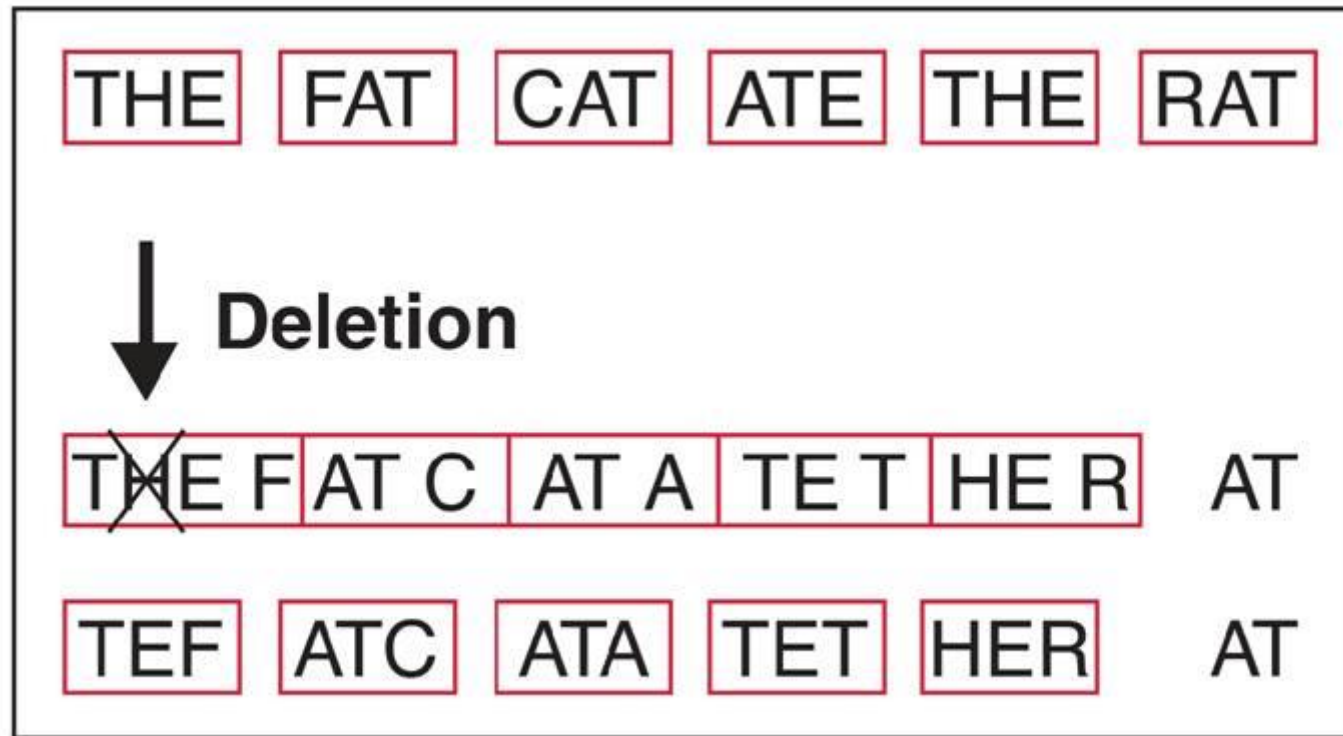 THE FAT CAT ATE THE RAT
Deletion
THE F AT C AT A TE T HE R AT
TEF ATC ATA TET HER AT